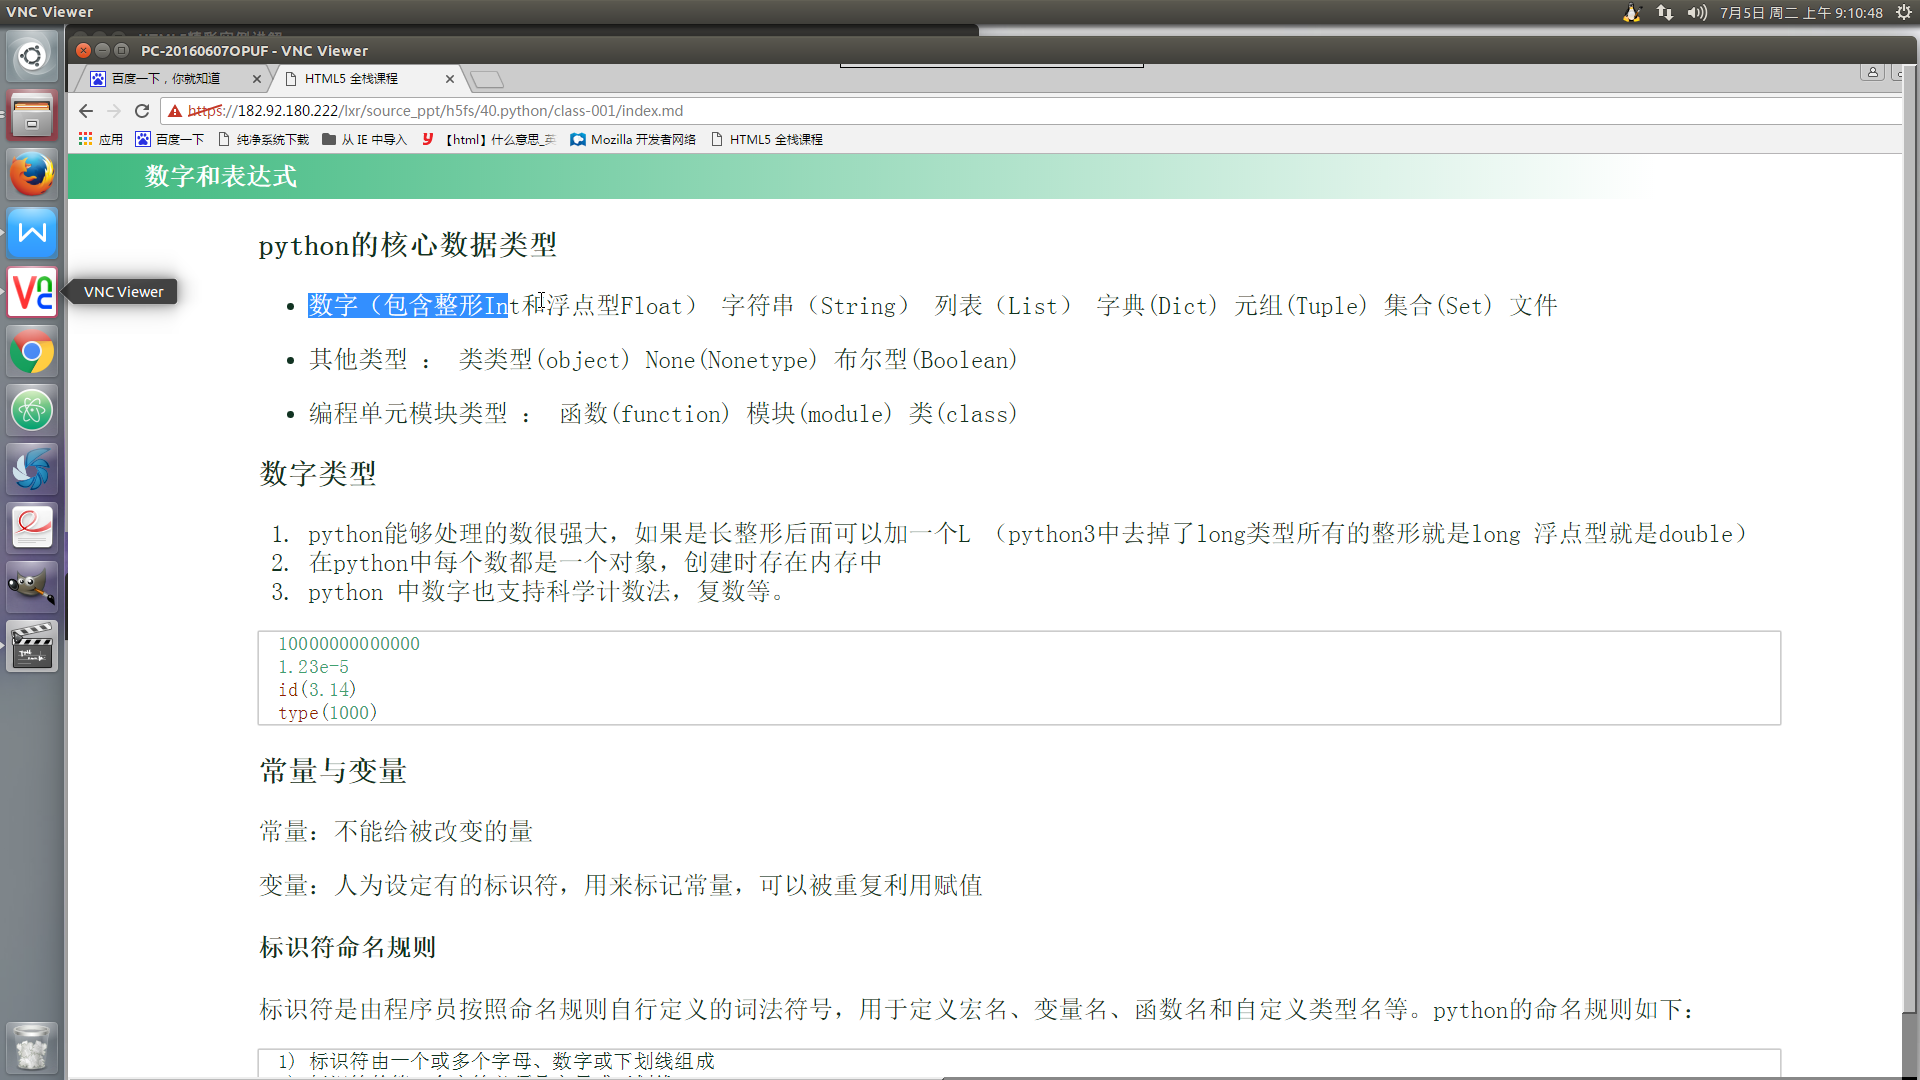 VNC Viewer
7月5日 周二 上午 9:10:48
PC-20160607OPUF - VNC Viewer
百度一下，你就知道
HTML5 全栈课程
https://182.92.180.222/lxr/source_ppt/h5fs/40.python/class-001/index.md
应用 百度一下 纯净系统下载 从 IE 中导入 【html】什么意思_英 Mozilla 开发者网络 HTML5 全栈课程
数字和表达式
python的核心数据类型
VNC Viewer
数字（包含整形Int和浮点型Float） 字符串（String） 列表（List） 字典(Dict) 元组(Tuple) 集合(Set) 文件
其他类型 ： 类类型(object) None(Nonetype) 布尔型(Boolean)
编程单元模块类型 ： 函数(function) 模块(module) 类(class)
数字类型
1. python能够处理的数很强大，如果是长整形后面可以加一个L （python3中去掉了long类型所有的整形就是long 浮点型就是double）
2. 在python中每个数都是一个对象，创建时存在内存中
3. python 中数字也支持科学计数法，复数等。
10000000000000
1.23e-5
id(3.14)
type(1000)
常量与变量
常量：不能给被改变的量
变量：人为设定有的标识符，用来标记常量，可以被重复利用赋值
标识符命名规则
标识符是由程序员按照命名规则自行定义的词法符号，用于定义宏名、变量名、函数名和自定义类型名等。python的命名规则如下：
1) 标识符由一个或多个字母、数字或下划线组成